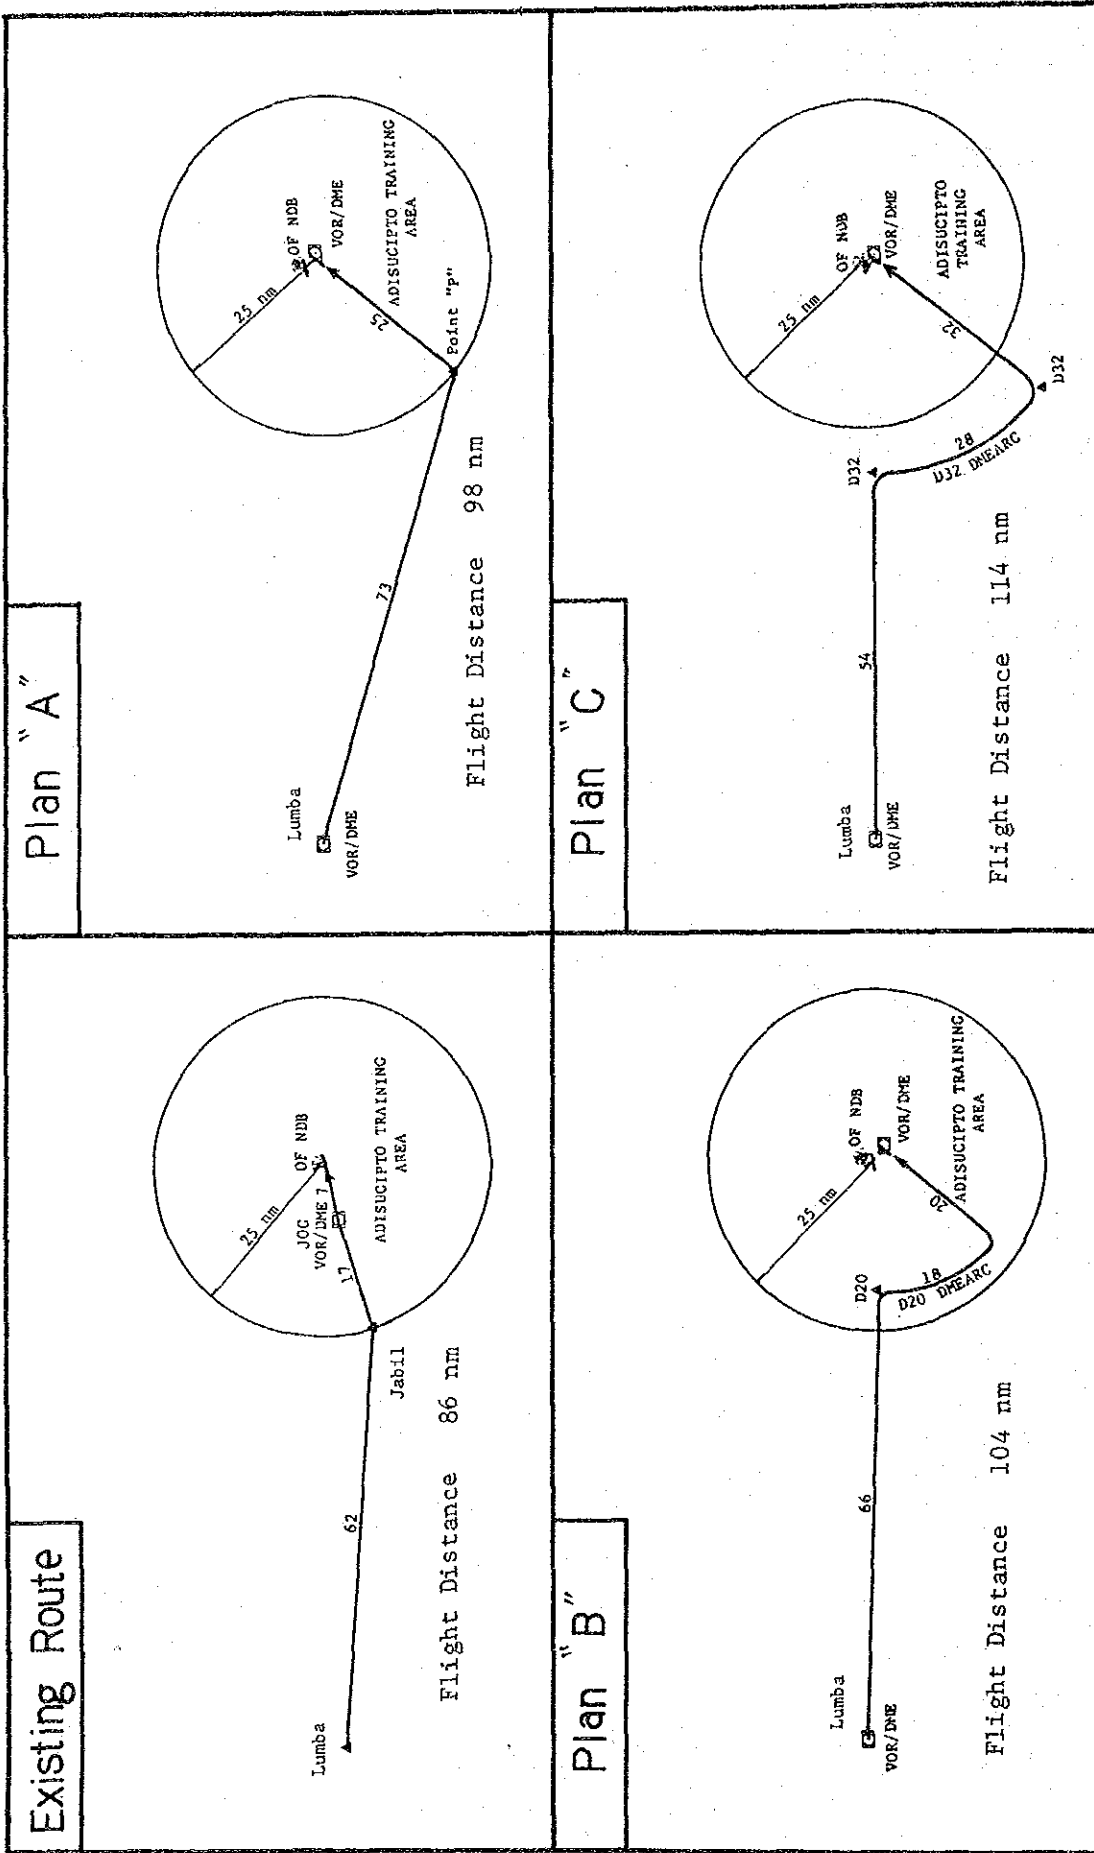 Existing Route
Lumba
62
Jabil
17
JOG
VOR/DME 7
OF NDB
25 nm
ADISUCIPTO TRAINING
AREA
Flight Distance 86 nm
Plan "A"
Lumba
VOR/DME
73
Point "P"
25
25 nm
OF NDB
VOR/DME
ADISUCIPTO TRAINING
AREA
Flight Distance 98 nm
Plan "B"
Lumba
VOR/DME
66
D20
18
D20 DMEARC
20
25 nm
OF NDB
VOR/DME
ADISUCIPTO TRAINING
AREA
Flight Distance 104 nm
Plan "C"
Lumba
VOR/DME
54
D32
28
D32 DMEARC
D32
32
25 nm
OF NDB
VOR/DME
ADISUCIPTO
TRAINING
AREA
Flight Distance 114 nm